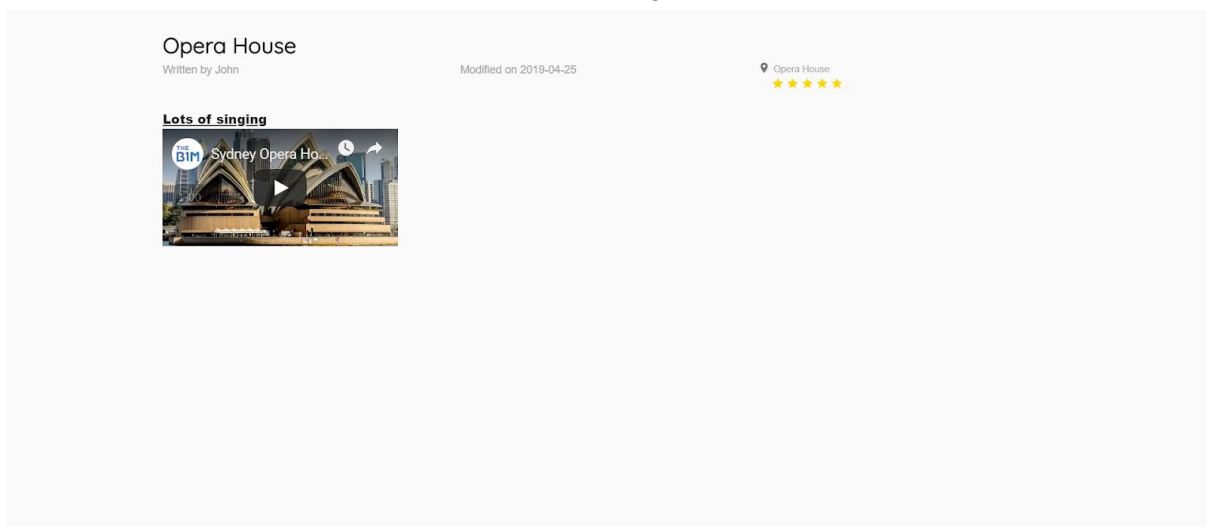 Opera House
Written by John
Modified on 2019-04-25
Opera House
Lots of singing
THE
B1M
Sydney Opera Ho...